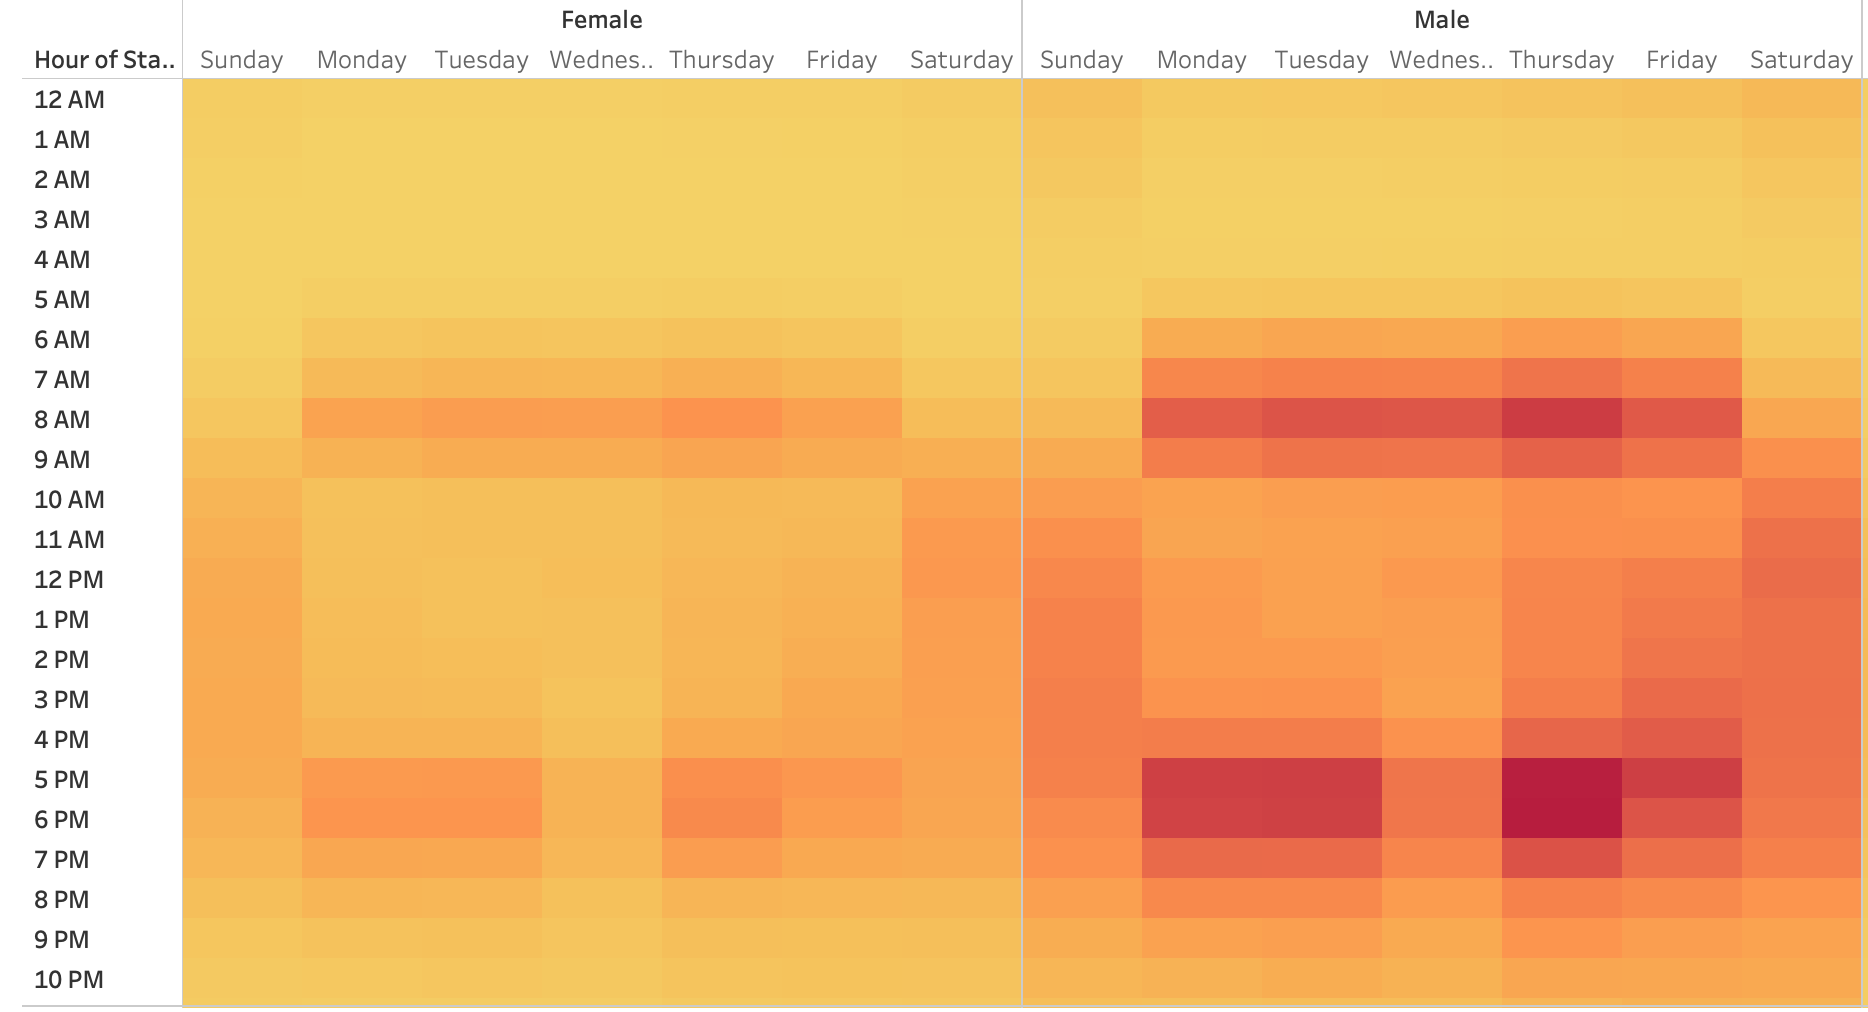 Female Male
Hour of Sta.. Sunday Monday Tuesday Wednes.. Thursday Friday Saturday Sunday Monday Tuesday Wednes.. Thursday Friday Saturday
12 AM
1 AM
2 AM
3 AM
4 AM
5 AM
6 AM
7 AM
8 AM
9 AM
10 AM
11 AM
12 PM
1 PM
2 PM
3 PM
4 PM
5 PM
6 PM
7 PM
8 PM
9 PM
10 PM